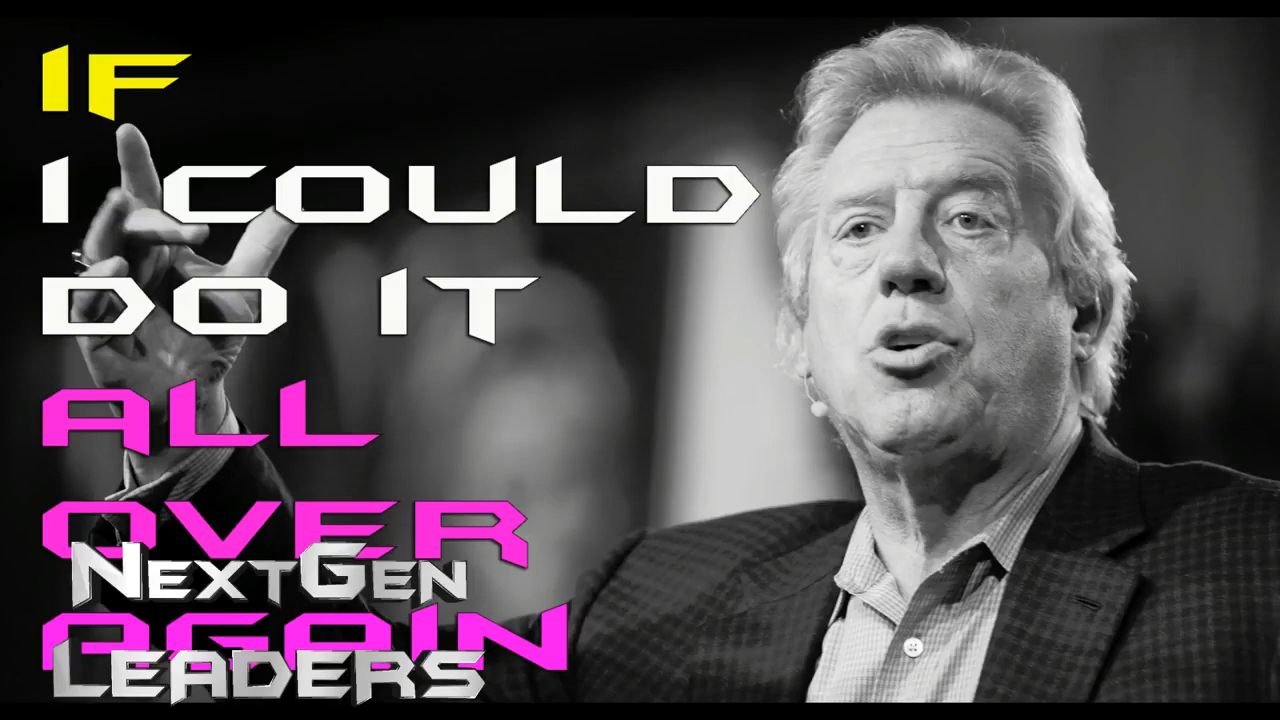 IF
I COULD
DO IT
ALL
OVER
NEXTGEN
AGAIN
LEADERS